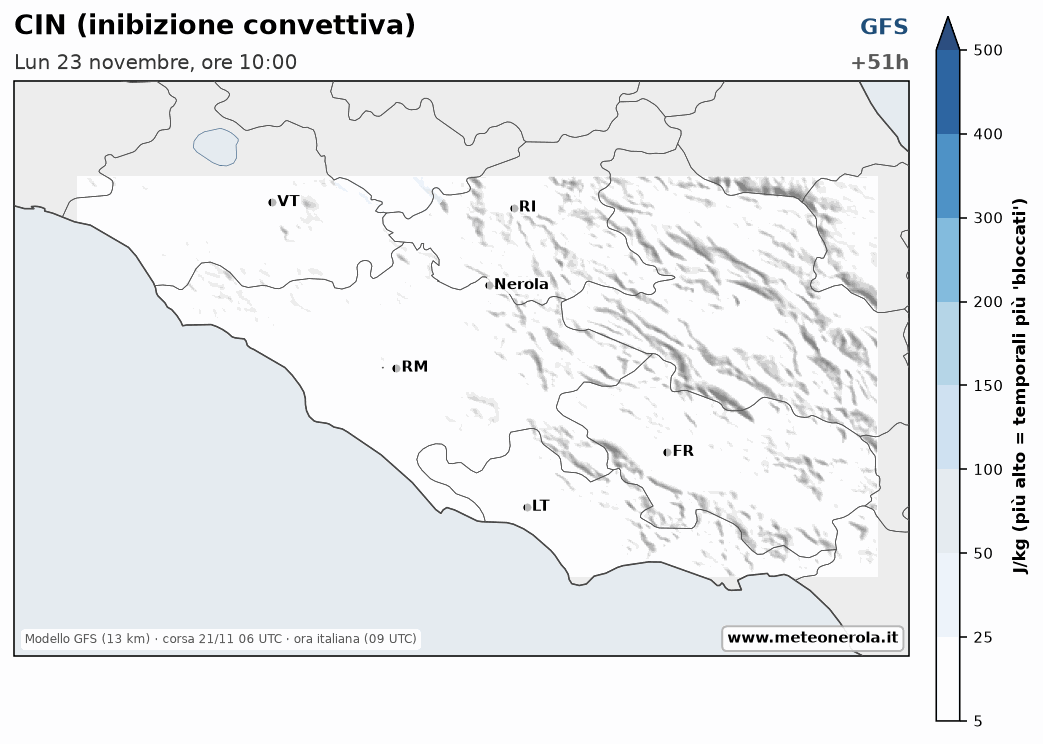 CIN (inibizione convettiva)
GFS
Lun 23 novembre, ore 10:00
+51h
500
400
300
200
150
100
50
25
5
J/kg (più alto = temporali più 'bloccati')
VT
RI
Nerola
RM
FR
LT
Modello GFS (13 km) · corsa 21/11 06 UTC · ora italiana (09 UTC)
www.meteonerola.it